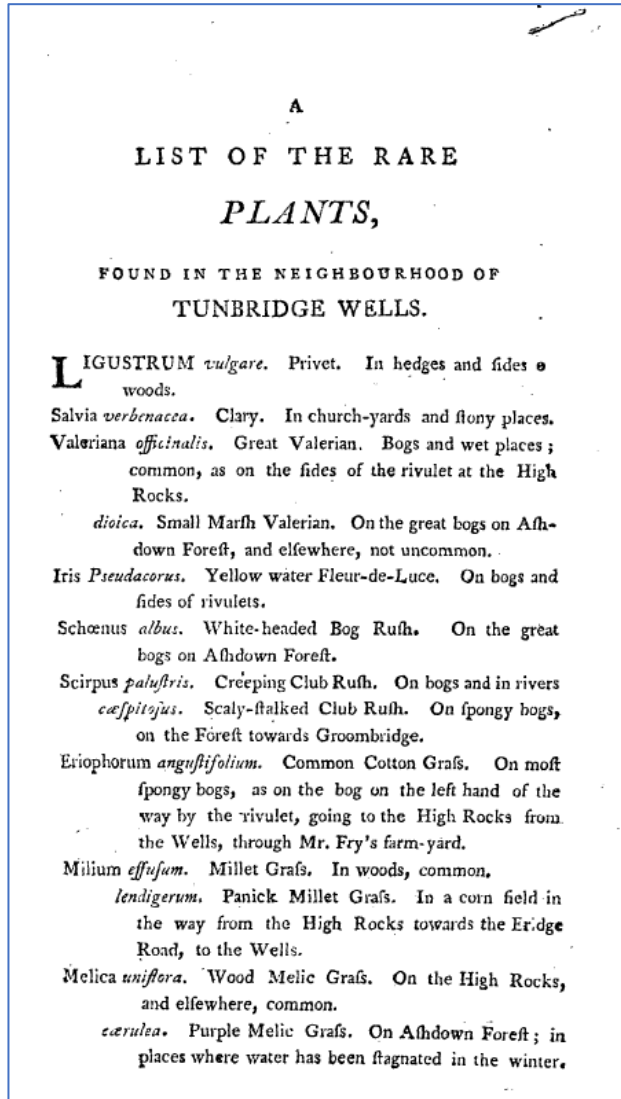 A
LIST OF THE RARE
PLANTS,
FOUND IN THE NEIGHBOURHOOD OF
TUNBRIDGE WELLS.
LIGUSTRUM vulgare. Privet. In hedges and ſides o
woods.
Salvia verbenacea. Clary. In church-yards and ſtony places.
Valeriana officinalis. Great Valerian. Bogs and wet places;
common, as on the ſides of the rivulet at the High
Rocks.
dioica. Small Marſh Valerian. On the great bogs on Aſh-
down Foreſt, and elſewhere, not uncommon.
Iris Pseudacorus. Yellow water Fleur-de-Luce. On bogs and
ſides of rivulets.
Schœnus albus. White-headed Bog Ruſh. On the great
bogs on Aſhdown Foreſt.
Scirpus paluſtris. Creeping Club Ruſh. On bogs and in rivers
cæſpitoſus. Scaly-ſtalked Club Ruſh. On ſpongy bogs,
on the Foreſt towards Groombridge.
Eriophorum anguſtifolium. Common Cotton Graſs. On moſt
ſpongy bogs, as on the bog on the left hand of the
way by the rivulet, going to the High Rocks from
the Wells, through Mr. Fry's farm-yard.
Milium effuſum. Millet Graſs. In woods, common.
lendigerum. Panick Millet Graſs. In a corn field in
the way from the High Rocks towards the Eridge
Road, to the Wells.
Melica uniflora. Wood Melic Graſs. On the High Rocks,
and elſewhere, common.
cærulea. Purple Melic Graſs. On Aſhdown Foreſt; in
places where water has been ſtagnated in the winter.